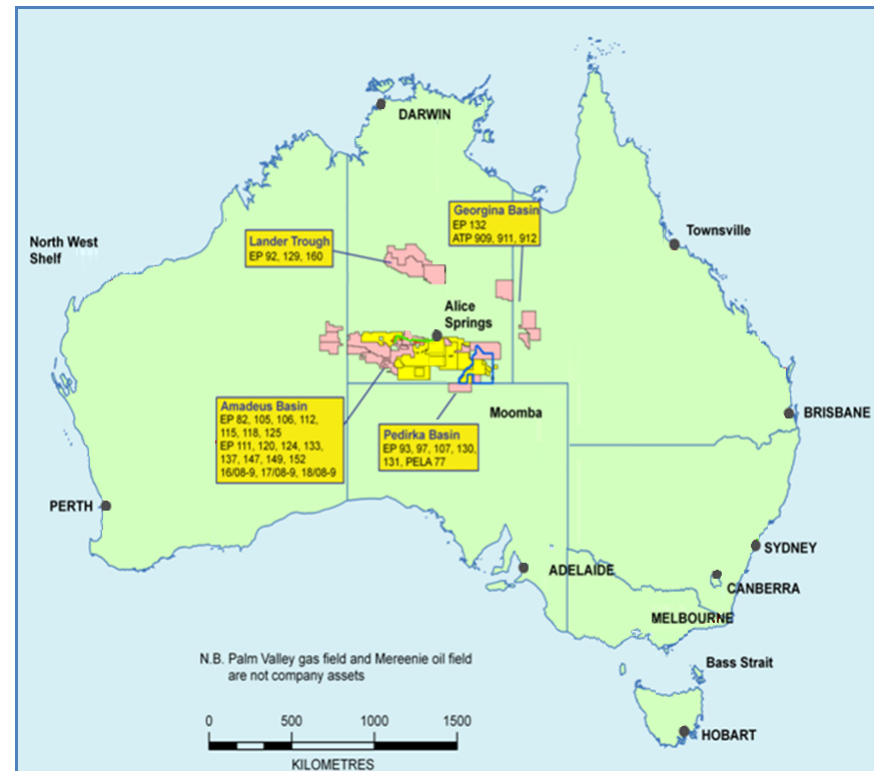 DARWIN
Georgina Basin
EP 132
ATP 909, 911, 912
Townsville
North West
Shelf
Lander Trough
EP 92, 129, 160
Alice
Springs
Amadeus Basin
EP 82, 105, 106, 112,
115, 118, 125
EP 111, 120, 124, 133,
137, 147, 149, 152
16/08-9, 17/08-9, 18/08-9
Pedirka Basin
EP 93, 97, 107, 130,
131, PELA 77
Moomba
BRISBANE
PERTH
SYDNEY
ADELAIDE
CANBERRA
MELBOURNE
N.B. Palm Valley gas field and Mereenie oil field
are not company assets
Bass Strait
0 500 1000 1500
KILOMETRES
HOBART